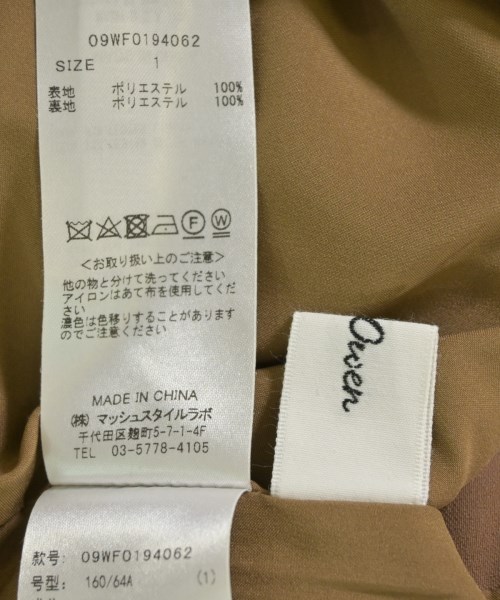 09WF0194062
SIZE 1
表地 ポリエステル 100%
裏地 ポリエステル 100%
F W
<お取り扱い上のご注意>
他の物と分けて洗ってください
アイロンはあて布を使用してくだ
さい
濃色は色移りすることがあります
のでご注意ください
MADE IN CHINA
(株) マッシュスタイルラボ
千代田区麹町5-7-1-4F
TEL 03-5778-4105
Owen
款号: 09WF0194062
号型: 160/64A (1)